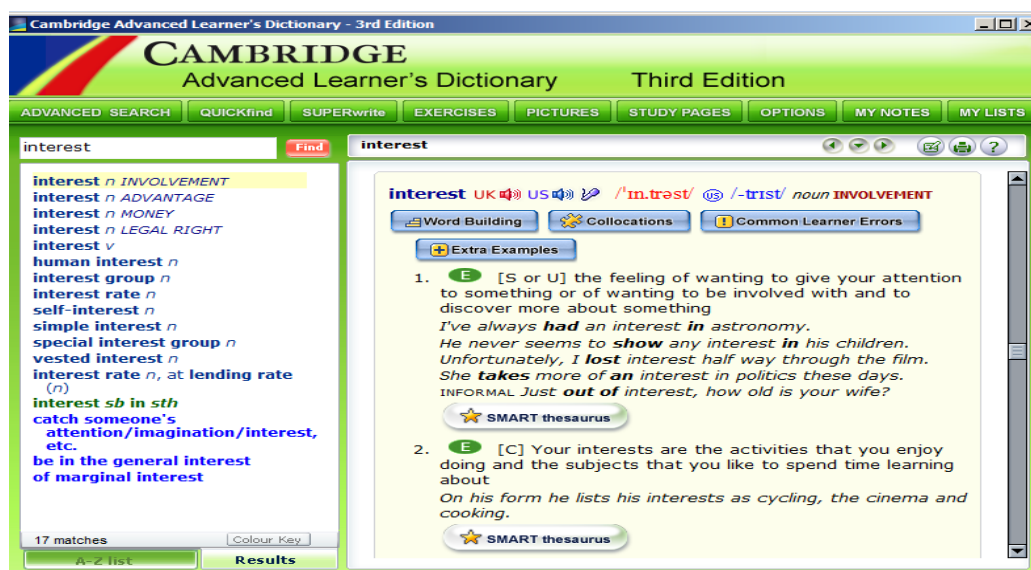 Cambridge Advanced Learner's Dictionary - 3rd Edition
CAMBRIDGE
Advanced Learner's Dictionary Third Edition
ADVANCED SEARCH QUICKfind SUPERwrite EXERCISES PICTURES STUDY PAGES OPTIONS MY NOTES MY LISTS
interest Find
interest n INVOLVEMENT
interest n ADVANTAGE
interest n MONEY
interest n LEGAL RIGHT
interest v
human interest n
interest group n
interest rate n
self-interest n
simple interest n
special interest group n
vested interest n
interest rate n, at lending rate
(n)
interest sb in sth
catch someone's
attention/imagination/interest,
etc.
be in the general interest
of marginal interest
17 matches Colour Key
A-Z list Results
interest
interest UK US /ˈɪn.trəst/ US /-trɪst/ noun INVOLVEMENT
Word Building Collocations Common Learner Errors
Extra Examples
1. E [S or U] the feeling of wanting to give your attention
to something or of wanting to be involved with and to
discover more about something
I've always had an interest in astronomy.
He never seems to show any interest in his children.
Unfortunately, I lost interest half way through the film.
She takes more of an interest in politics these days.
INFORMAL Just out of interest, how old is your wife?
SMART thesaurus
2. E [C] Your interests are the activities that you enjoy
doing and the subjects that you like to spend time learning
about
On his form he lists his interests as cycling, the cinema and
cooking.
SMART thesaurus